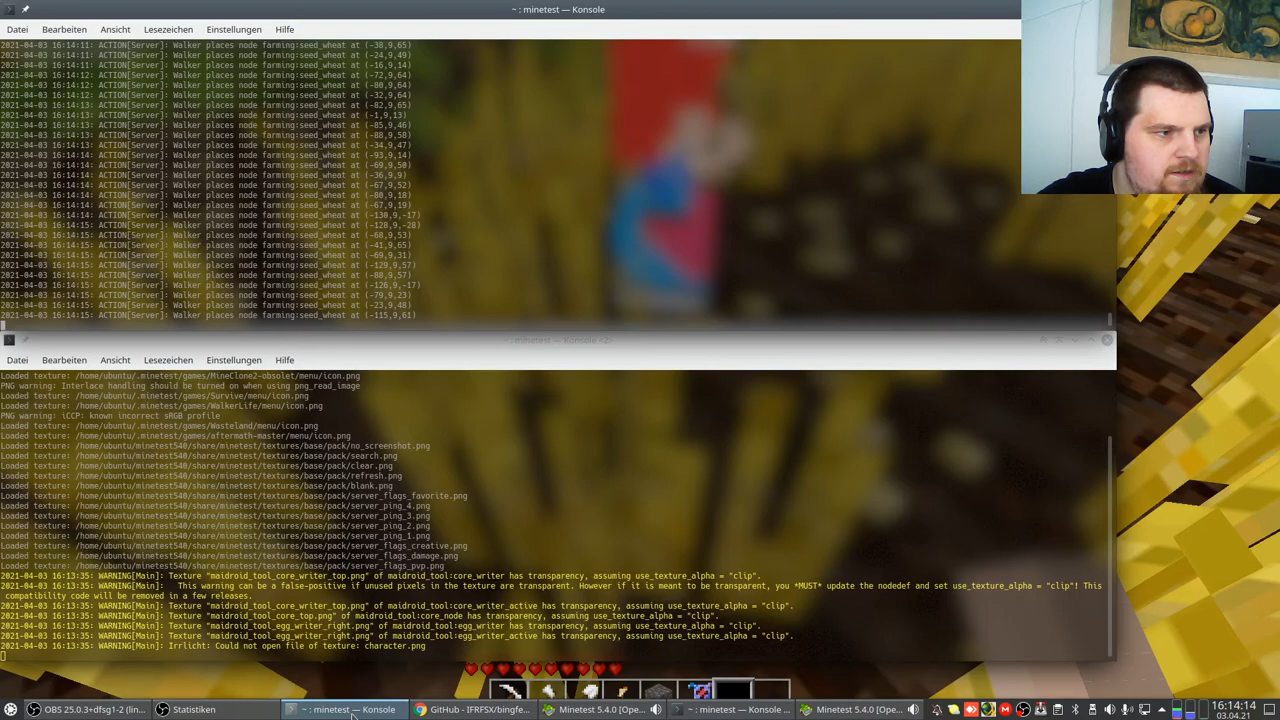 ~ : minetest — Konsole
Datei Bearbeiten Ansicht Lesezeichen Einstellungen Hilfe
2021-04-03 16:14:11: ACTION[Server]: Walker places node farming:seed_wheat at (-38,9,65)
2021-04-03 16:14:11: ACTION[Server]: Walker places node farming:seed_wheat at (-24,9,49)
2021-04-03 16:14:11: ACTION[Server]: Walker places node farming:seed_wheat at (-16,9,14)
2021-04-03 16:14:12: ACTION[Server]: Walker places node farming:seed_wheat at (-72,9,64)
2021-04-03 16:14:12: ACTION[Server]: Walker places node farming:seed_wheat at (-80,9,64)
2021-04-03 16:14:12: ACTION[Server]: Walker places node farming:seed_wheat at (-32,9,64)
2021-04-03 16:14:13: ACTION[Server]: Walker places node farming:seed_wheat at (-82,9,65)
2021-04-03 16:14:13: ACTION[Server]: Walker places node farming:seed_wheat at (-1,9,13)
2021-04-03 16:14:13: ACTION[Server]: Walker places node farming:seed_wheat at (-85,9,46)
2021-04-03 16:14:13: ACTION[Server]: Walker places node farming:seed_wheat at (-88,9,58)
2021-04-03 16:14:13: ACTION[Server]: Walker places node farming:seed_wheat at (-34,9,47)
2021-04-03 16:14:14: ACTION[Server]: Walker places node farming:seed_wheat at (-93,9,14)
2021-04-03 16:14:14: ACTION[Server]: Walker places node farming:seed_wheat at (-69,9,50)
2021-04-03 16:14:14: ACTION[Server]: Walker places node farming:seed_wheat at (-36,9,9)
2021-04-03 16:14:14: ACTION[Server]: Walker places node farming:seed_wheat at (-67,9,52)
2021-04-03 16:14:14: ACTION[Server]: Walker places node farming:seed_wheat at (-80,9,18)
2021-04-03 16:14:14: ACTION[Server]: Walker places node farming:seed_wheat at (-67,9,19)
2021-04-03 16:14:14: ACTION[Server]: Walker places node farming:seed_wheat at (-130,9,-17)
2021-04-03 16:14:15: ACTION[Server]: Walker places node farming:seed_wheat at (-128,9,-28)
2021-04-03 16:14:15: ACTION[Server]: Walker places node farming:seed_wheat at (-68,9,53)
2021-04-03 16:14:15: ACTION[Server]: Walker places node farming:seed_wheat at (-41,9,65)
2021-04-03 16:14:15: ACTION[Server]: Walker places node farming:seed_wheat at (-69,9,31)
2021-04-03 16:14:15: ACTION[Server]: Walker places node farming:seed_wheat at (-129,9,57)
2021-04-03 16:14:15: ACTION[Server]: Walker places node farming:seed_wheat at (-88,9,57)
2021-04-03 16:14:15: ACTION[Server]: Walker places node farming:seed_wheat at (-126,9,-17)
2021-04-03 16:14:15: ACTION[Server]: Walker places node farming:seed_wheat at (-79,9,23)
2021-04-03 16:14:15: ACTION[Server]: Walker places node farming:seed_wheat at (-23,9,48)
2021-04-03 16:14:15: ACTION[Server]: Walker places node farming:seed_wheat at (-115,9,61)
~ : minetest — Konsole <2>
Datei Bearbeiten Ansicht Lesezeichen Einstellungen Hilfe
Loaded texture: /home/ubuntu/.minetest/games/MineClone2-obsolet/menu/icon.png
PNG warning: Interlace handling should be turned on when using png_read_image
Loaded texture: /home/ubuntu/.minetest/games/Survive/menu/icon.png
Loaded texture: /home/ubuntu/.minetest/games/WalkerLife/menu/icon.png
PNG warning: iCCP: known incorrect sRGB profile
Loaded texture: /home/ubuntu/.minetest/games/Wasteland/menu/icon.png
Loaded texture: /home/ubuntu/.minetest/games/aftermath-master/menu/icon.png
Loaded texture: /home/ubuntu/minetest540/share/minetest/textures/base/pack/no_screenshot.png
Loaded texture: /home/ubuntu/minetest540/share/minetest/textures/base/pack/search.png
Loaded texture: /home/ubuntu/minetest540/share/minetest/textures/base/pack/clear.png
Loaded texture: /home/ubuntu/minetest540/share/minetest/textures/base/pack/refresh.png
Loaded texture: /home/ubuntu/minetest540/share/minetest/textures/base/pack/blank.png
Loaded texture: /home/ubuntu/minetest540/share/minetest/textures/base/pack/server_flags_favorite.png
Loaded texture: /home/ubuntu/minetest540/share/minetest/textures/base/pack/server_ping_4.png
Loaded texture: /home/ubuntu/minetest540/share/minetest/textures/base/pack/server_ping_3.png
Loaded texture: /home/ubuntu/minetest540/share/minetest/textures/base/pack/server_ping_2.png
Loaded texture: /home/ubuntu/minetest540/share/minetest/textures/base/pack/server_ping_1.png
Loaded texture: /home/ubuntu/minetest540/share/minetest/textures/base/pack/server_flags_creative.png
Loaded texture: /home/ubuntu/minetest540/share/minetest/textures/base/pack/server_flags_damage.png
Loaded texture: /home/ubuntu/minetest540/share/minetest/textures/base/pack/server_flags_pvp.png
2021-04-03 16:13:35: WARNING[Main]: Texture "maidroid_tool_core_writer_top.png" of maidroid_tool:core_writer has transparency, assuming use_texture_alpha = "clip".
2021-04-03 16:13:35: WARNING[Main]:   This warning can be a false-positive if unused pixels in the texture are transparent. However if it is meant to be transparent, you *MUST* update the nodedef and set use_texture_alpha = "clip"! This
compatibility code will be removed in a few releases.
2021-04-03 16:13:35: WARNING[Main]: Texture "maidroid_tool_core_writer_top.png" of maidroid_tool:core_writer_active has transparency, assuming use_texture_alpha = "clip".
2021-04-03 16:13:35: WARNING[Main]: Texture "maidroid_tool_core_top.png" of maidroid_tool:core_node has transparency, assuming use_texture_alpha = "clip".
2021-04-03 16:13:35: WARNING[Main]: Texture "maidroid_tool_egg_writer_right.png" of maidroid_tool:egg_writer has transparency, assuming use_texture_alpha = "clip".
2021-04-03 16:13:35: WARNING[Main]: Texture "maidroid_tool_egg_writer_right.png" of maidroid_tool:egg_writer_active has transparency, assuming use_texture_alpha = "clip".
2021-04-03 16:13:35: WARNING[Main]: Irrlicht: Could not open file of texture: character.png
OBS 25.0.3+dfsg1-2 (lin... Statistiken ~ : minetest — Konsole GitHub - IFRFSX/bingfe... Minetest 5.4.0 [Ope... ~ : minetest — Konsole ... Minetest 5.4.0 [Ope... 16:14:14
03.04.21